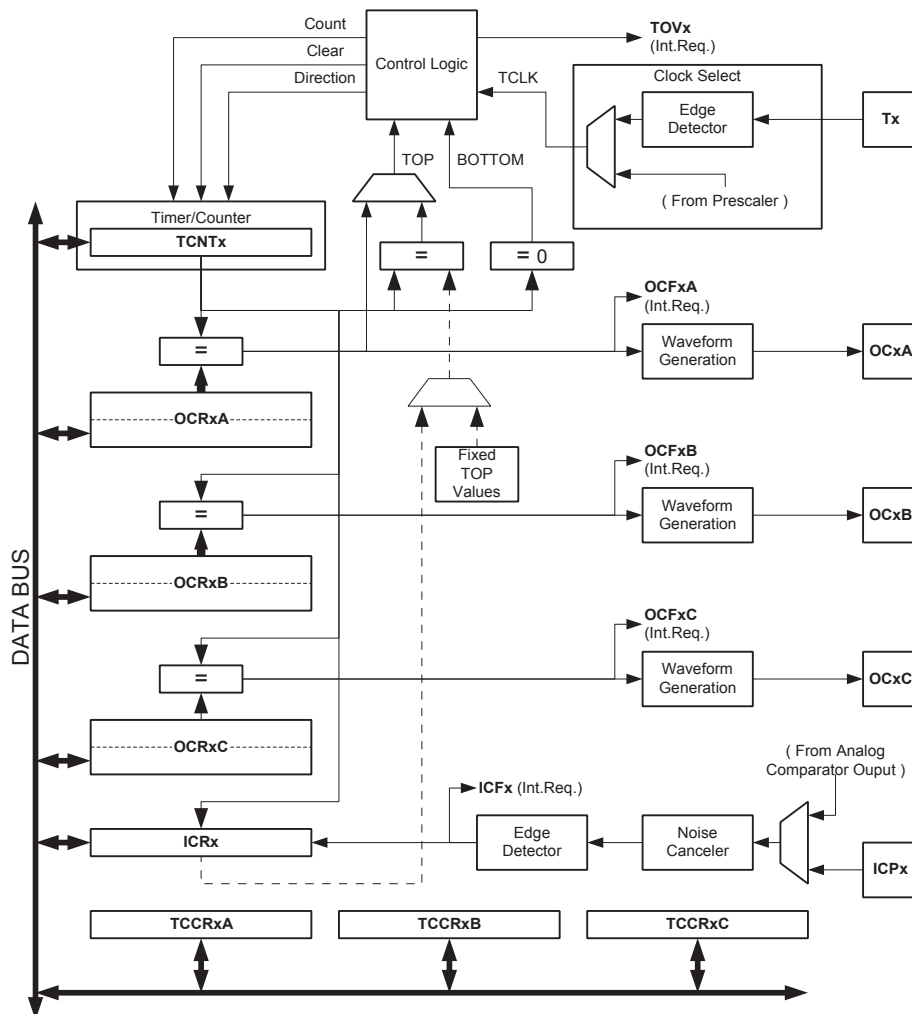 Count
Clear
Direction
Control Logic
TOVx
(Int.Req.)
TCLK
Clock Select
Edge
Detector
Tx
( From Prescaler )
TOP
BOTTOM
Timer/Counter
TCNTx
=
= 0
OCFxA
(Int.Req.)
=
Waveform
Generation
OCxA
OCRxA
Fixed
TOP
Values
OCFxB
(Int.Req.)
=
Waveform
Generation
OCxB
DATA BUS
OCRxB
OCFxC
(Int.Req.)
=
Waveform
Generation
OCxC
OCRxC
( From Analog
Comparator Ouput )
ICFx (Int.Req.)
ICRx
Edge
Detector
Noise
Canceler
ICPx
TCCRxA
TCCRxB
TCCRxC